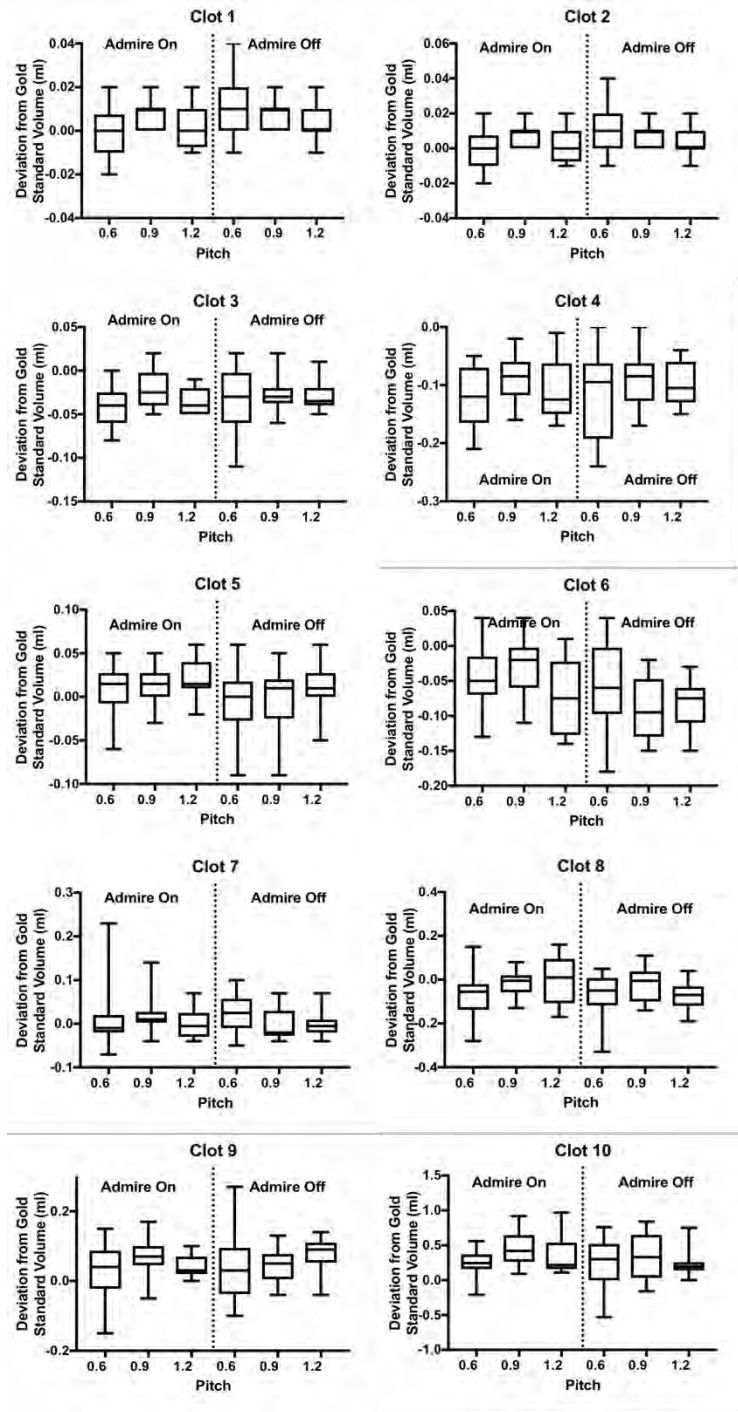 Clot 1
Admire On Admire Off
Deviation from Gold
Standard Volume (ml)
0.04
0.02
0.00
-0.02
-0.04
0.6 0.9 1.2 0.6 0.9 1.2
Pitch
Clot 2
Admire On Admire Off
Deviation from Gold
Standard Volume (ml)
0.06
0.04
0.02
0.00
-0.02
-0.04
0.6 0.9 1.2 0.6 0.9 1.2
Pitch
Clot 3
Admire On Admire Off
Deviation from Gold
Standard Volume (ml)
0.05
0.00
-0.05
-0.10
-0.15
0.6 0.9 1.2 0.6 0.9 1.2
Pitch
Clot 4
Deviation from Gold
Standard Volume (ml)
0.0
-0.1
-0.2
-0.3
Admire On Admire Off
0.6 0.9 1.2 0.6 0.9 1.2
Pitch
Clot 5
Admire On Admire Off
Deviation from Gold
Standard Volume (ml)
0.10
0.05
0.00
-0.05
-0.10
0.6 0.9 1.2 0.6 0.9 1.2
Pitch
Clot 6
Admire On Admire Off
Deviation from Gold
Standard Volume (ml)
0.05
0.00
-0.05
-0.10
-0.15
-0.20
0.6 0.9 1.2 0.6 0.9 1.2
Pitch
Clot 7
Admire On Admire Off
Deviation from Gold
Standard Volume (ml)
0.3
0.2
0.1
0.0
-0.1
0.6 0.9 1.2 0.6 0.9 1.2
Pitch
Clot 8
Admire On Admire Off
Deviation from Gold
Standard Volume (ml)
0.4
0.2
0.0
-0.2
-0.4
0.6 0.9 1.2 0.6 0.9 1.2
Pitch
Clot 9
Admire On Admire Off
Deviation from Gold
Standard Volume (ml)
0.2
0.0
-0.2
0.6 0.9 1.2 0.6 0.9 1.2
Pitch
Clot 10
Admire On Admire Off
Deviation from Gold
Standard Volume (ml)
1.5
1.0
0.5
0.0
-0.5
-1.0
0.6 0.9 1.2 0.6 0.9 1.2
Pitch